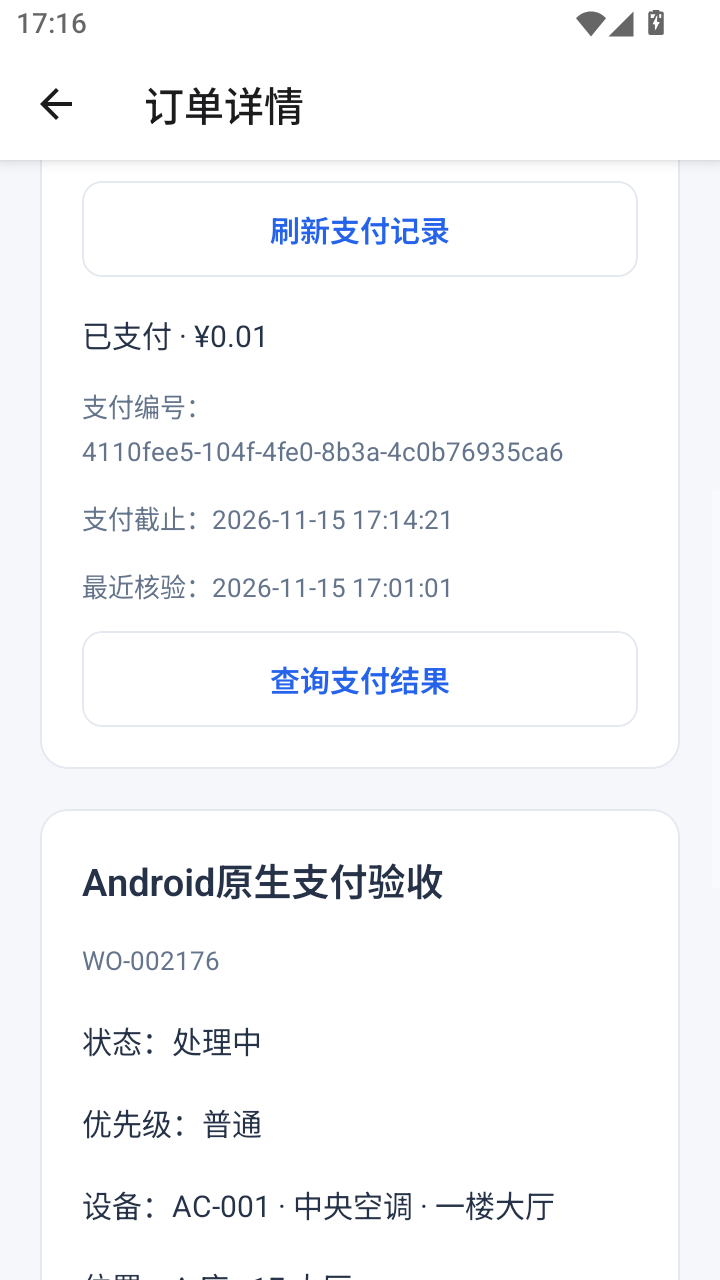 17:16
订单详情
刷新支付记录
已支付 · ¥0.01
支付编号：
4110fee5-104f-4fe0-8b3a-4c0b76935ca6
支付截止：2026-11-15 17:14:21
最近核验：2026-11-15 17:01:01
查询支付结果
Android原生支付验收
WO-002176
状态：处理中
优先级：普通
设备：AC-001 · 中央空调 · 一楼大厅